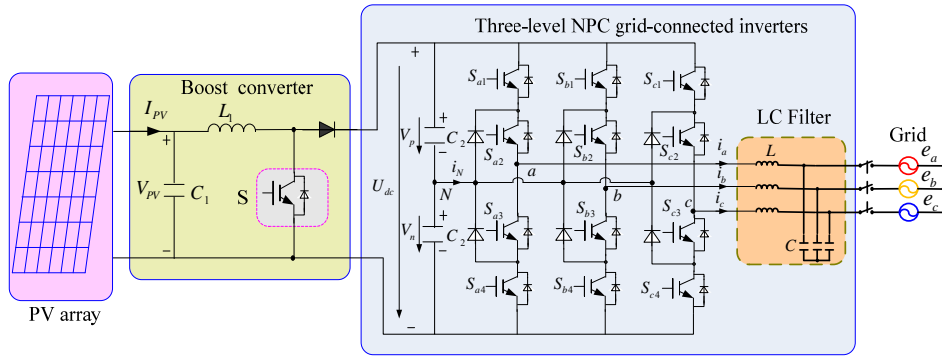 Three-level NPC grid-connected inverters
Boost converter
PV array
LC Filter
Grid
I_PV
L_1
V_PV
C_1
S
U_dc
V_p
C_2
i_N
N
V_n
C_2
S_a1
S_b1
S_c1
S_a2
S_b2
S_c2
a
b
c
S_a3
S_b3
S_c3
S_a4
S_b4
S_c4
i_a
i_b
i_c
L
C
e_a
e_b
e_c
+
−
+
−
+
−
+
−